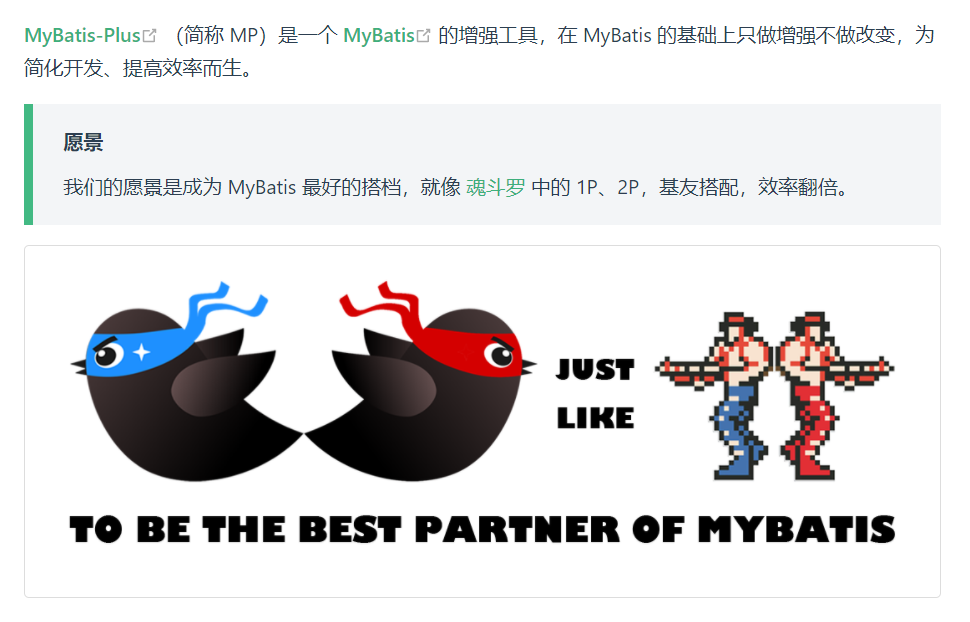 MyBatis-Plus （简称 MP）是一个 MyBatis 的增强工具，在 MyBatis 的基础上只做增强不做改变，为
简化开发、提高效率而生。
愿景
我们的愿景是成为 MyBatis 最好的搭档，就像 魂斗罗 中的 1P、2P，基友搭配，效率翻倍。
JUST
LIKE
TO BE THE BEST PARTNER OF MYBATIS